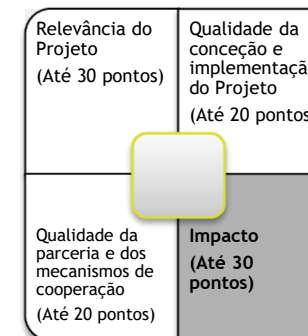 Relevância do
Projeto
(Até 30 pontos)
Qualidade da
conceção e
implementaçã
do Projeto
(Até 20 pontos
Qualidade da
parceria e dos
mecanismos de
cooperação
(Até 20 pontos)
Impacto
(Até 30
pontos)